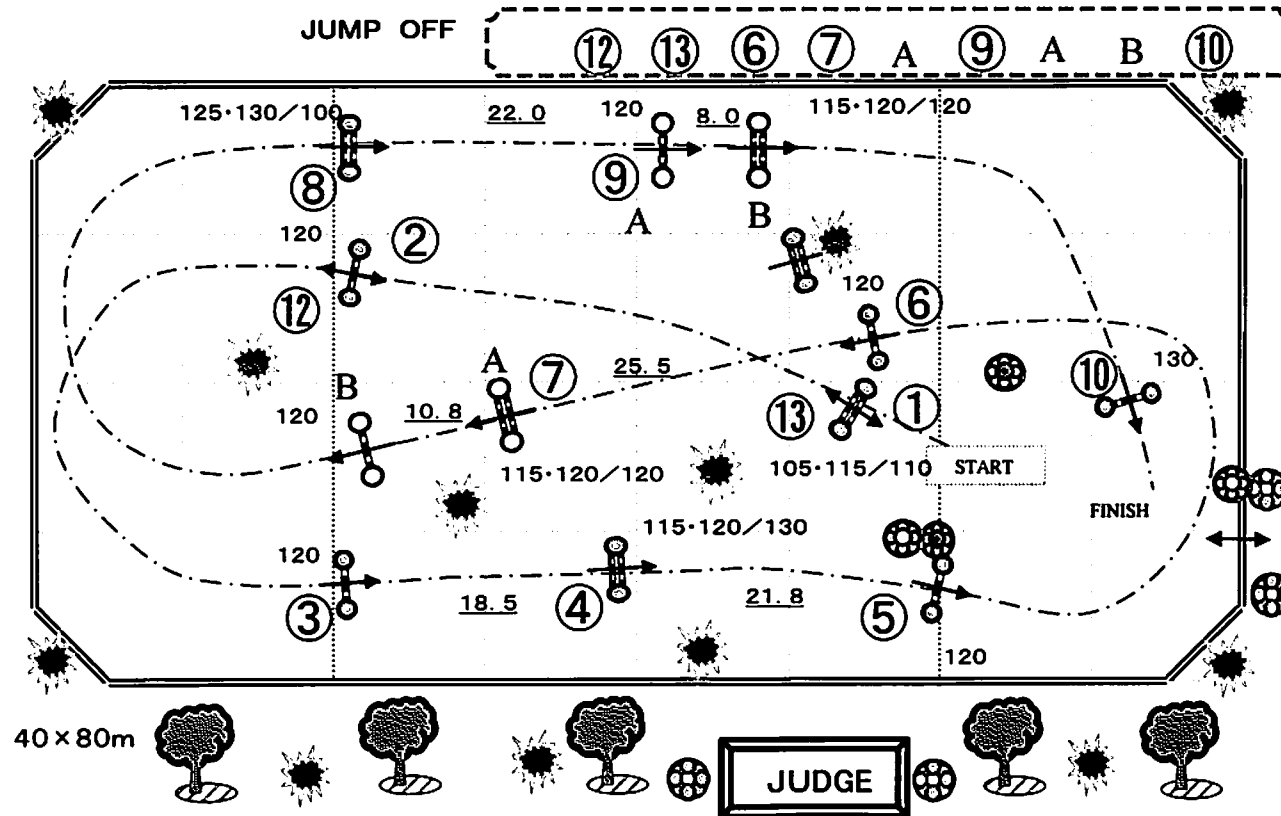 JUMP OFF ⑫ ⑬ ⑥ ⑦ A ⑨ A B ⑩
125・130/100 22.0 120 8.0 115・120/120
⑧ ⑨
A B
120 ②
⑫ 120 ⑥
A
B ⑦ 25.5 ⑩ 130
120 10.8 ⑬ ①
115・120/120 105・115/110 START
FINISH
115・120/130
120
③ 18.5 ④ 21.8 ⑤
120
40×80m
JUDGE